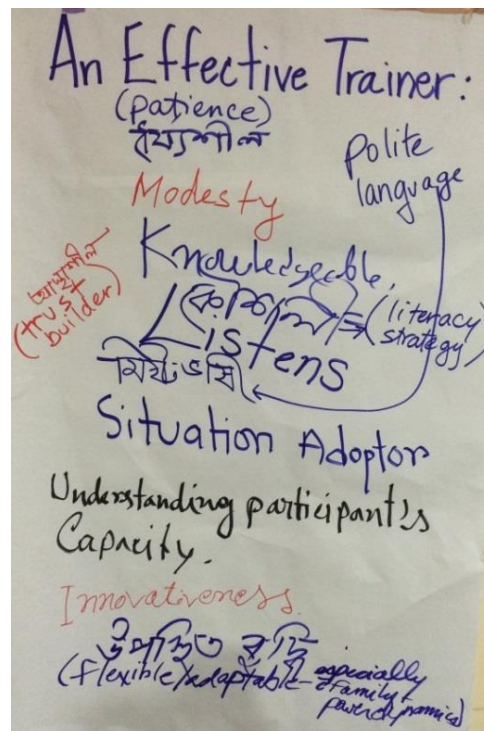 An Effective Trainer:
(patience)
ধৈর্য্যশীল
polite
language
Modesty
Knowledgeable,
(trust
builder)
(literacy
strategy)
Listens
Situation Adoptor
Understanding participant's
Capacity.
Innovativeness
(flexible/adaptable - especially
family +
power dynamics)